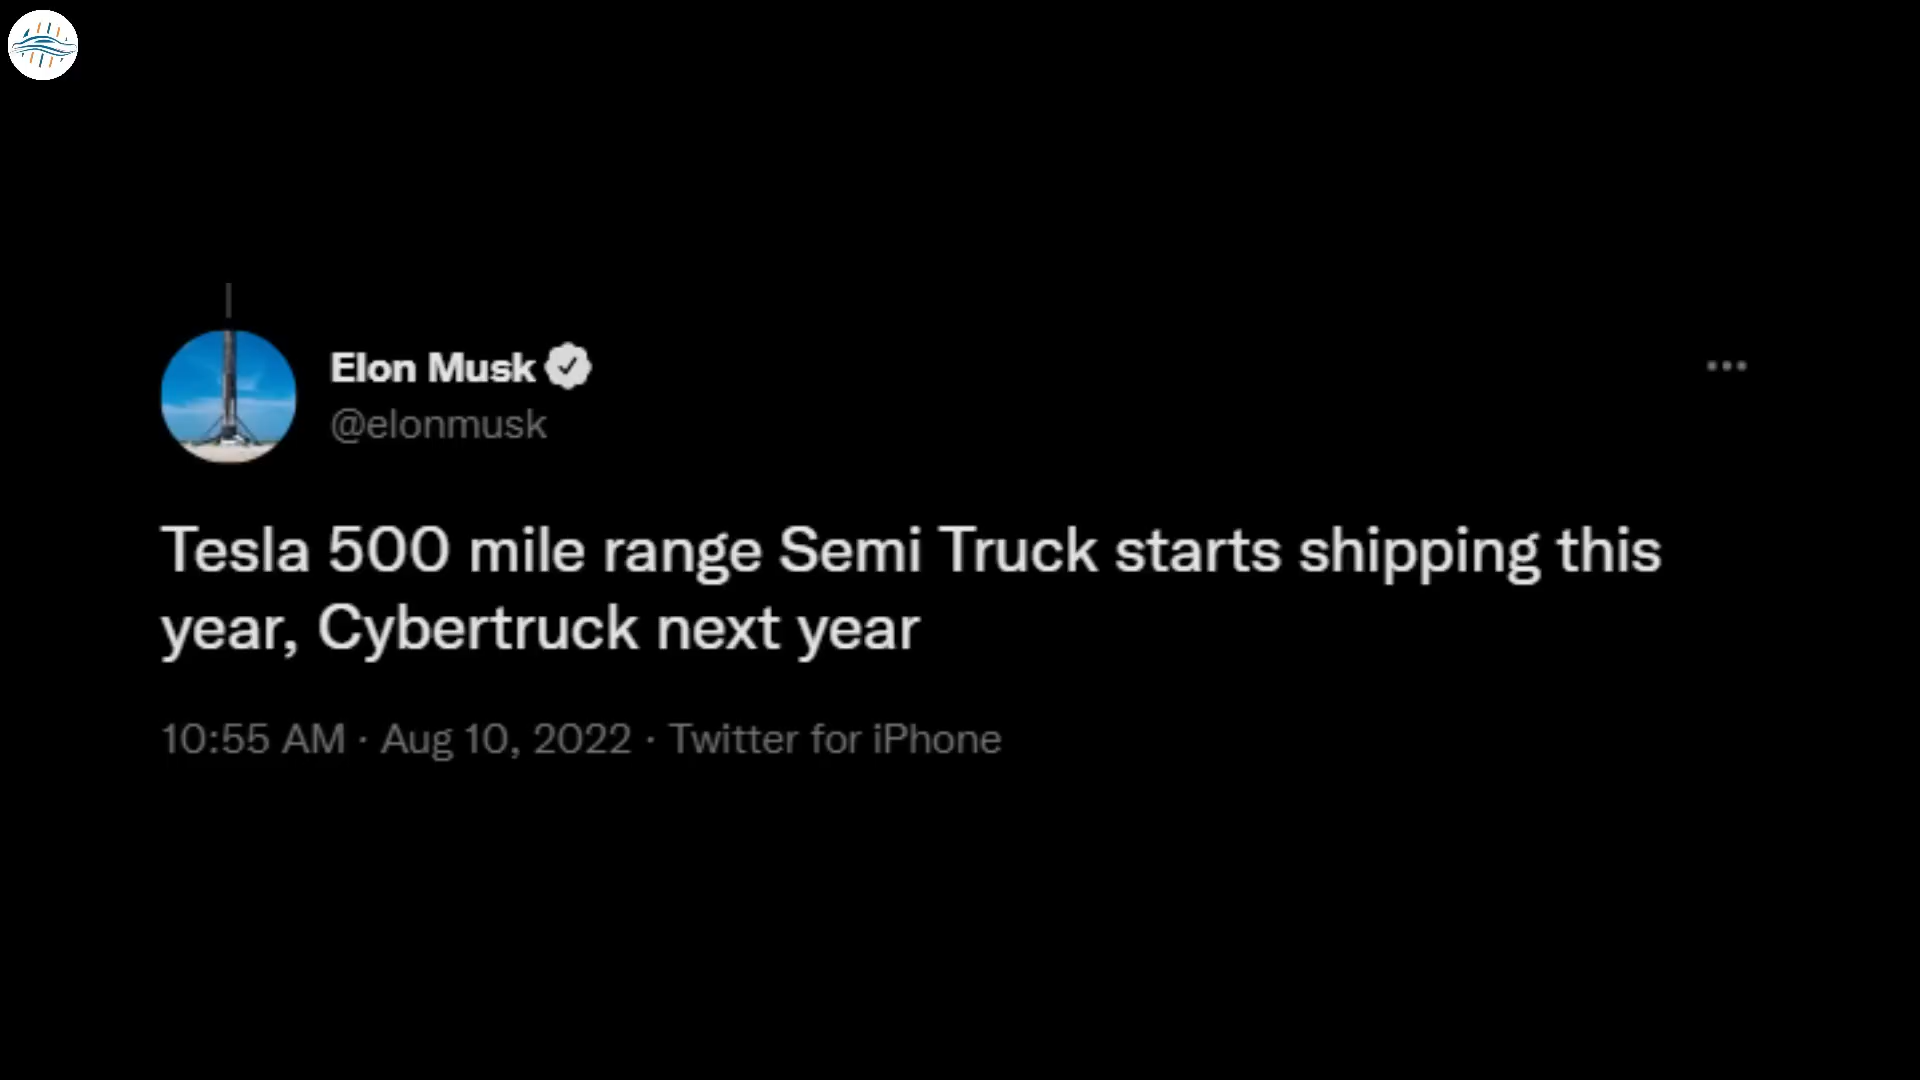 Elon Musk
@elonmusk
Tesla 500 mile range Semi Truck starts shipping this
year, Cybertruck next year
10:55 AM · Aug 10, 2022 · Twitter for iPhone